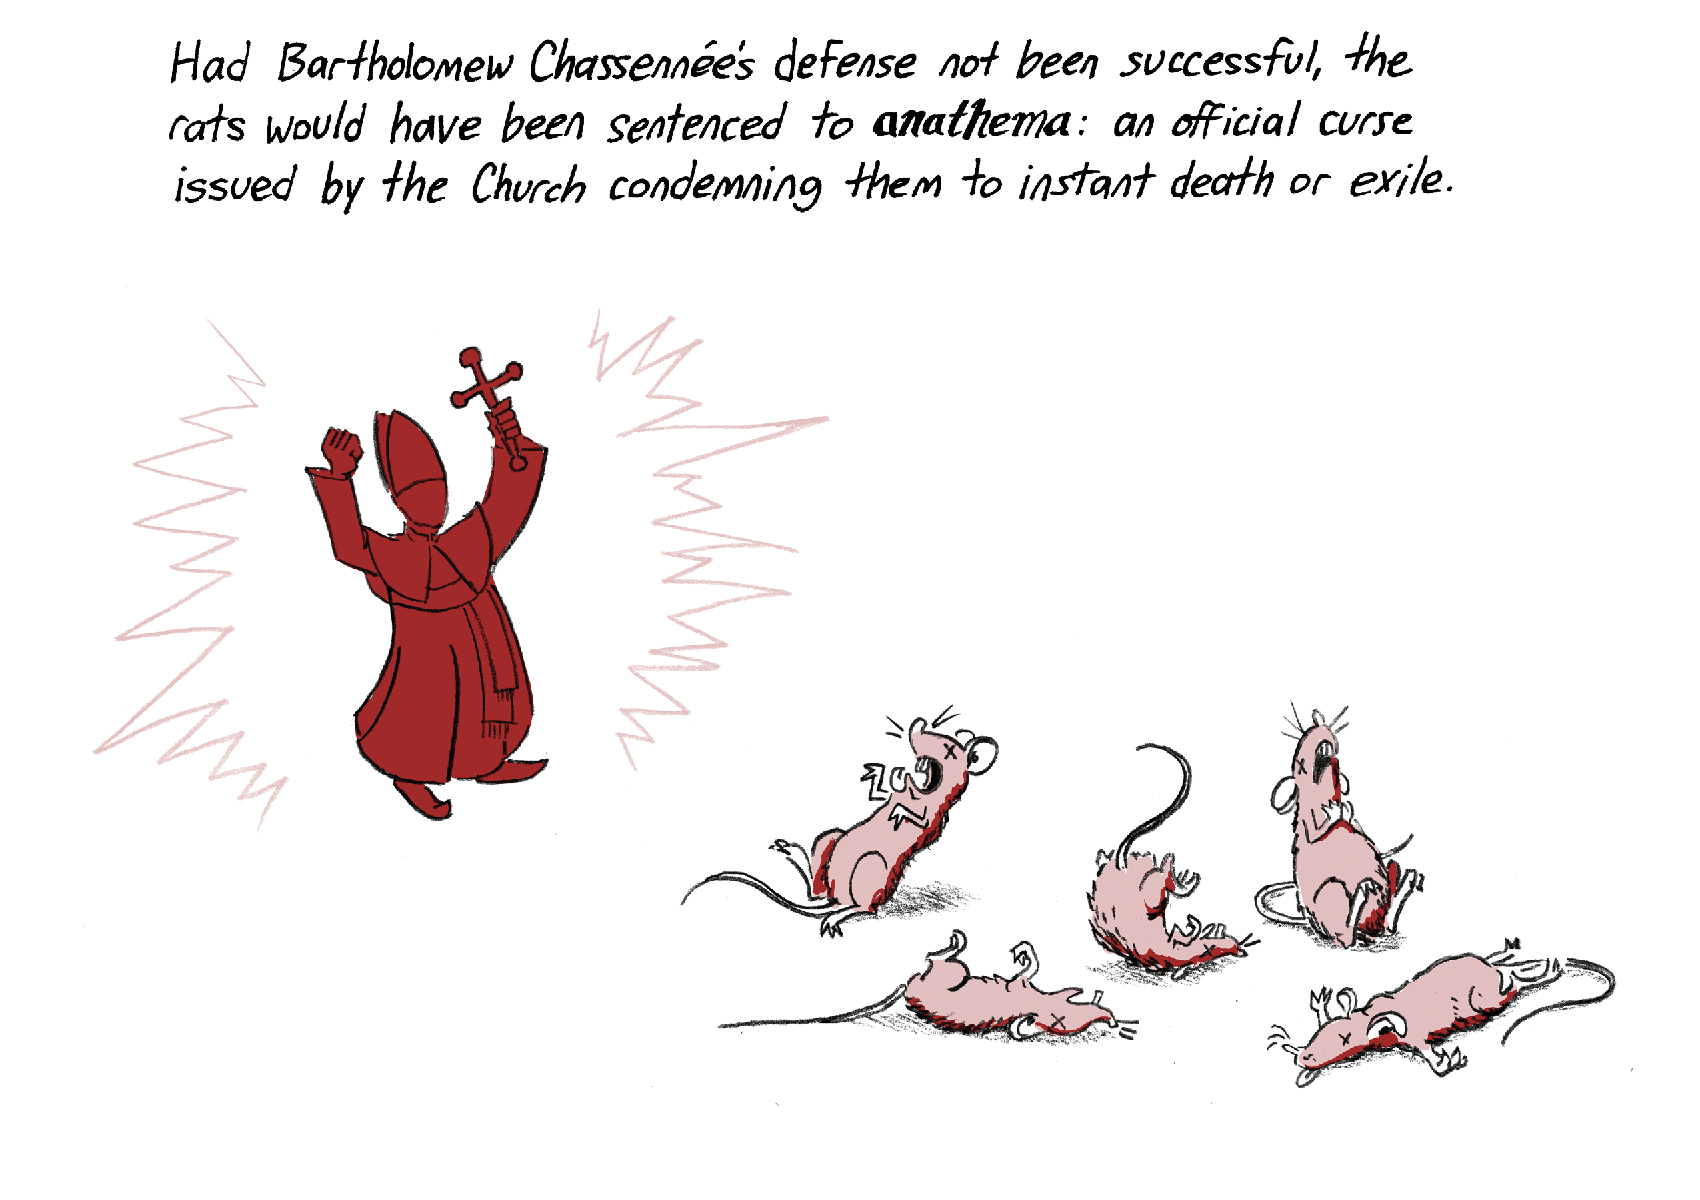 Had Bartholomew Chassennée's defense not been successful, the
rats would have been sentenced to anathema: an official curse
issued by the Church condemning them to instant death or exile.